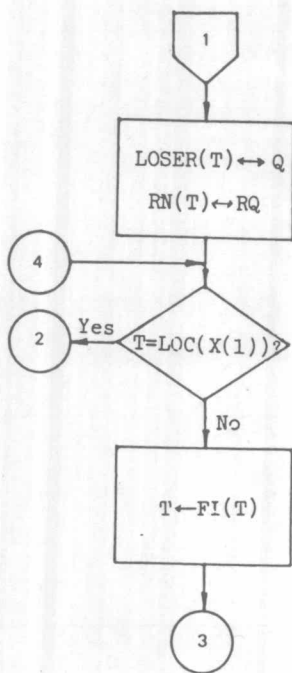 1
LOSER(T)↔Q
RN(T)↔RQ
4
2
Yes
T=LOC(X(1))?
No
T←FI(T)
3